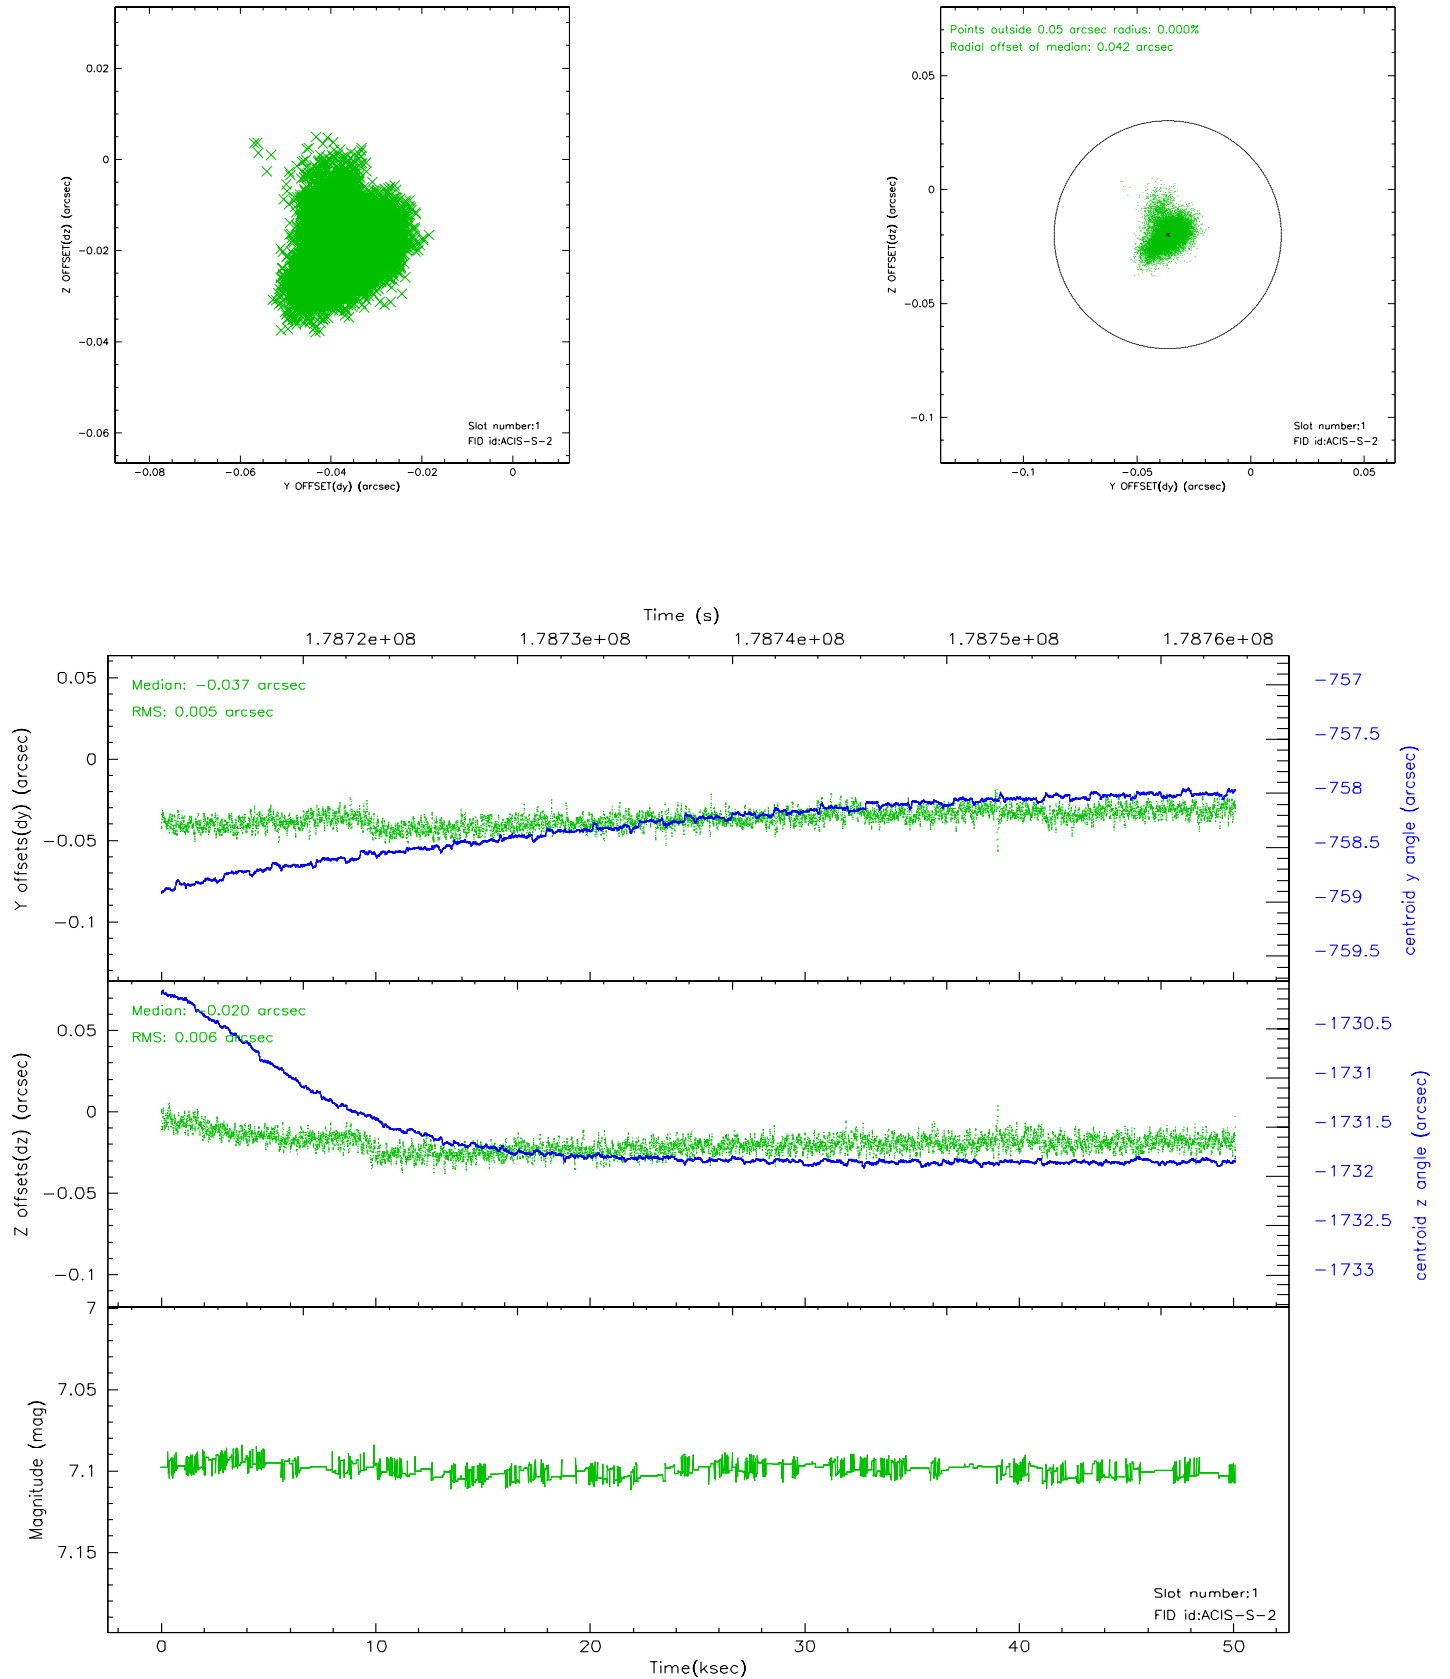 0.02
0
-0.02
-0.04
-0.06
-0.08
-0.06
-0.04
-0.02
0
Z OFFSET(dz) (arcsec)
Y OFFSET(dy) (arcsec)
Slot number:1
FID id:ACIS-S-2
Points outside 0.05 arcsec radius: 0.000%
Radial offset of median: 0.042 arcsec
0.05
0
-0.05
-0.1
-0.1
-0.05
0
0.05
Z OFFSET(dz) (arcsec)
Y OFFSET(dy) (arcsec)
Slot number:1
FID id:ACIS-S-2
Time (s)
1.7872e+08
1.7873e+08
1.7874e+08
1.7875e+08
1.7876e+08
Median: -0.037 arcsec
RMS: 0.005 arcsec
0.05
0
-0.05
-0.1
Y offsets(dy) (arcsec)
-757
-757.5
-758
-758.5
-759
-759.5
centroid y angle (arcsec)
Median: -0.020 arcsec
RMS: 0.006 arcsec
0.05
0
-0.05
-0.1
Z offsets(dz) (arcsec)
-1730.5
-1731
-1731.5
-1732
-1732.5
-1733
centroid z angle (arcsec)
7
7.05
7.1
7.15
Magnitude (mag)
Slot number:1
FID id:ACIS-S-2
0
10
20
30
40
50
Time(ksec)